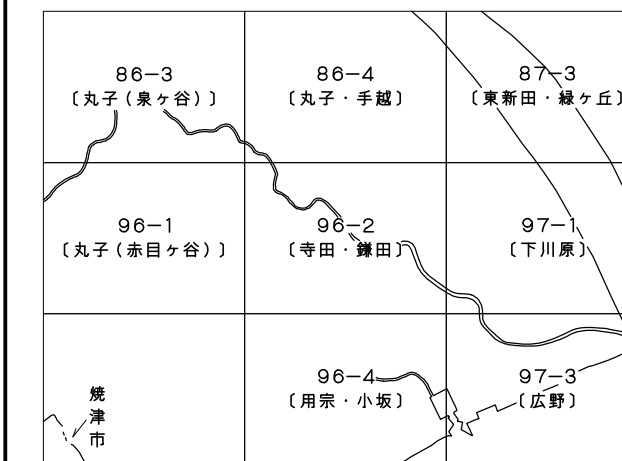 86-3
〔丸子(泉ヶ谷)〕
86-4
〔丸子・手越〕
87-3
〔東新田・緑ヶ丘〕
96-1
〔丸子(赤目ヶ谷)〕
96-2
〔寺田・鎌田〕
97-1
〔下川原〕
96-4
〔用宗・小坂〕
97-3
〔広野〕
焼津市